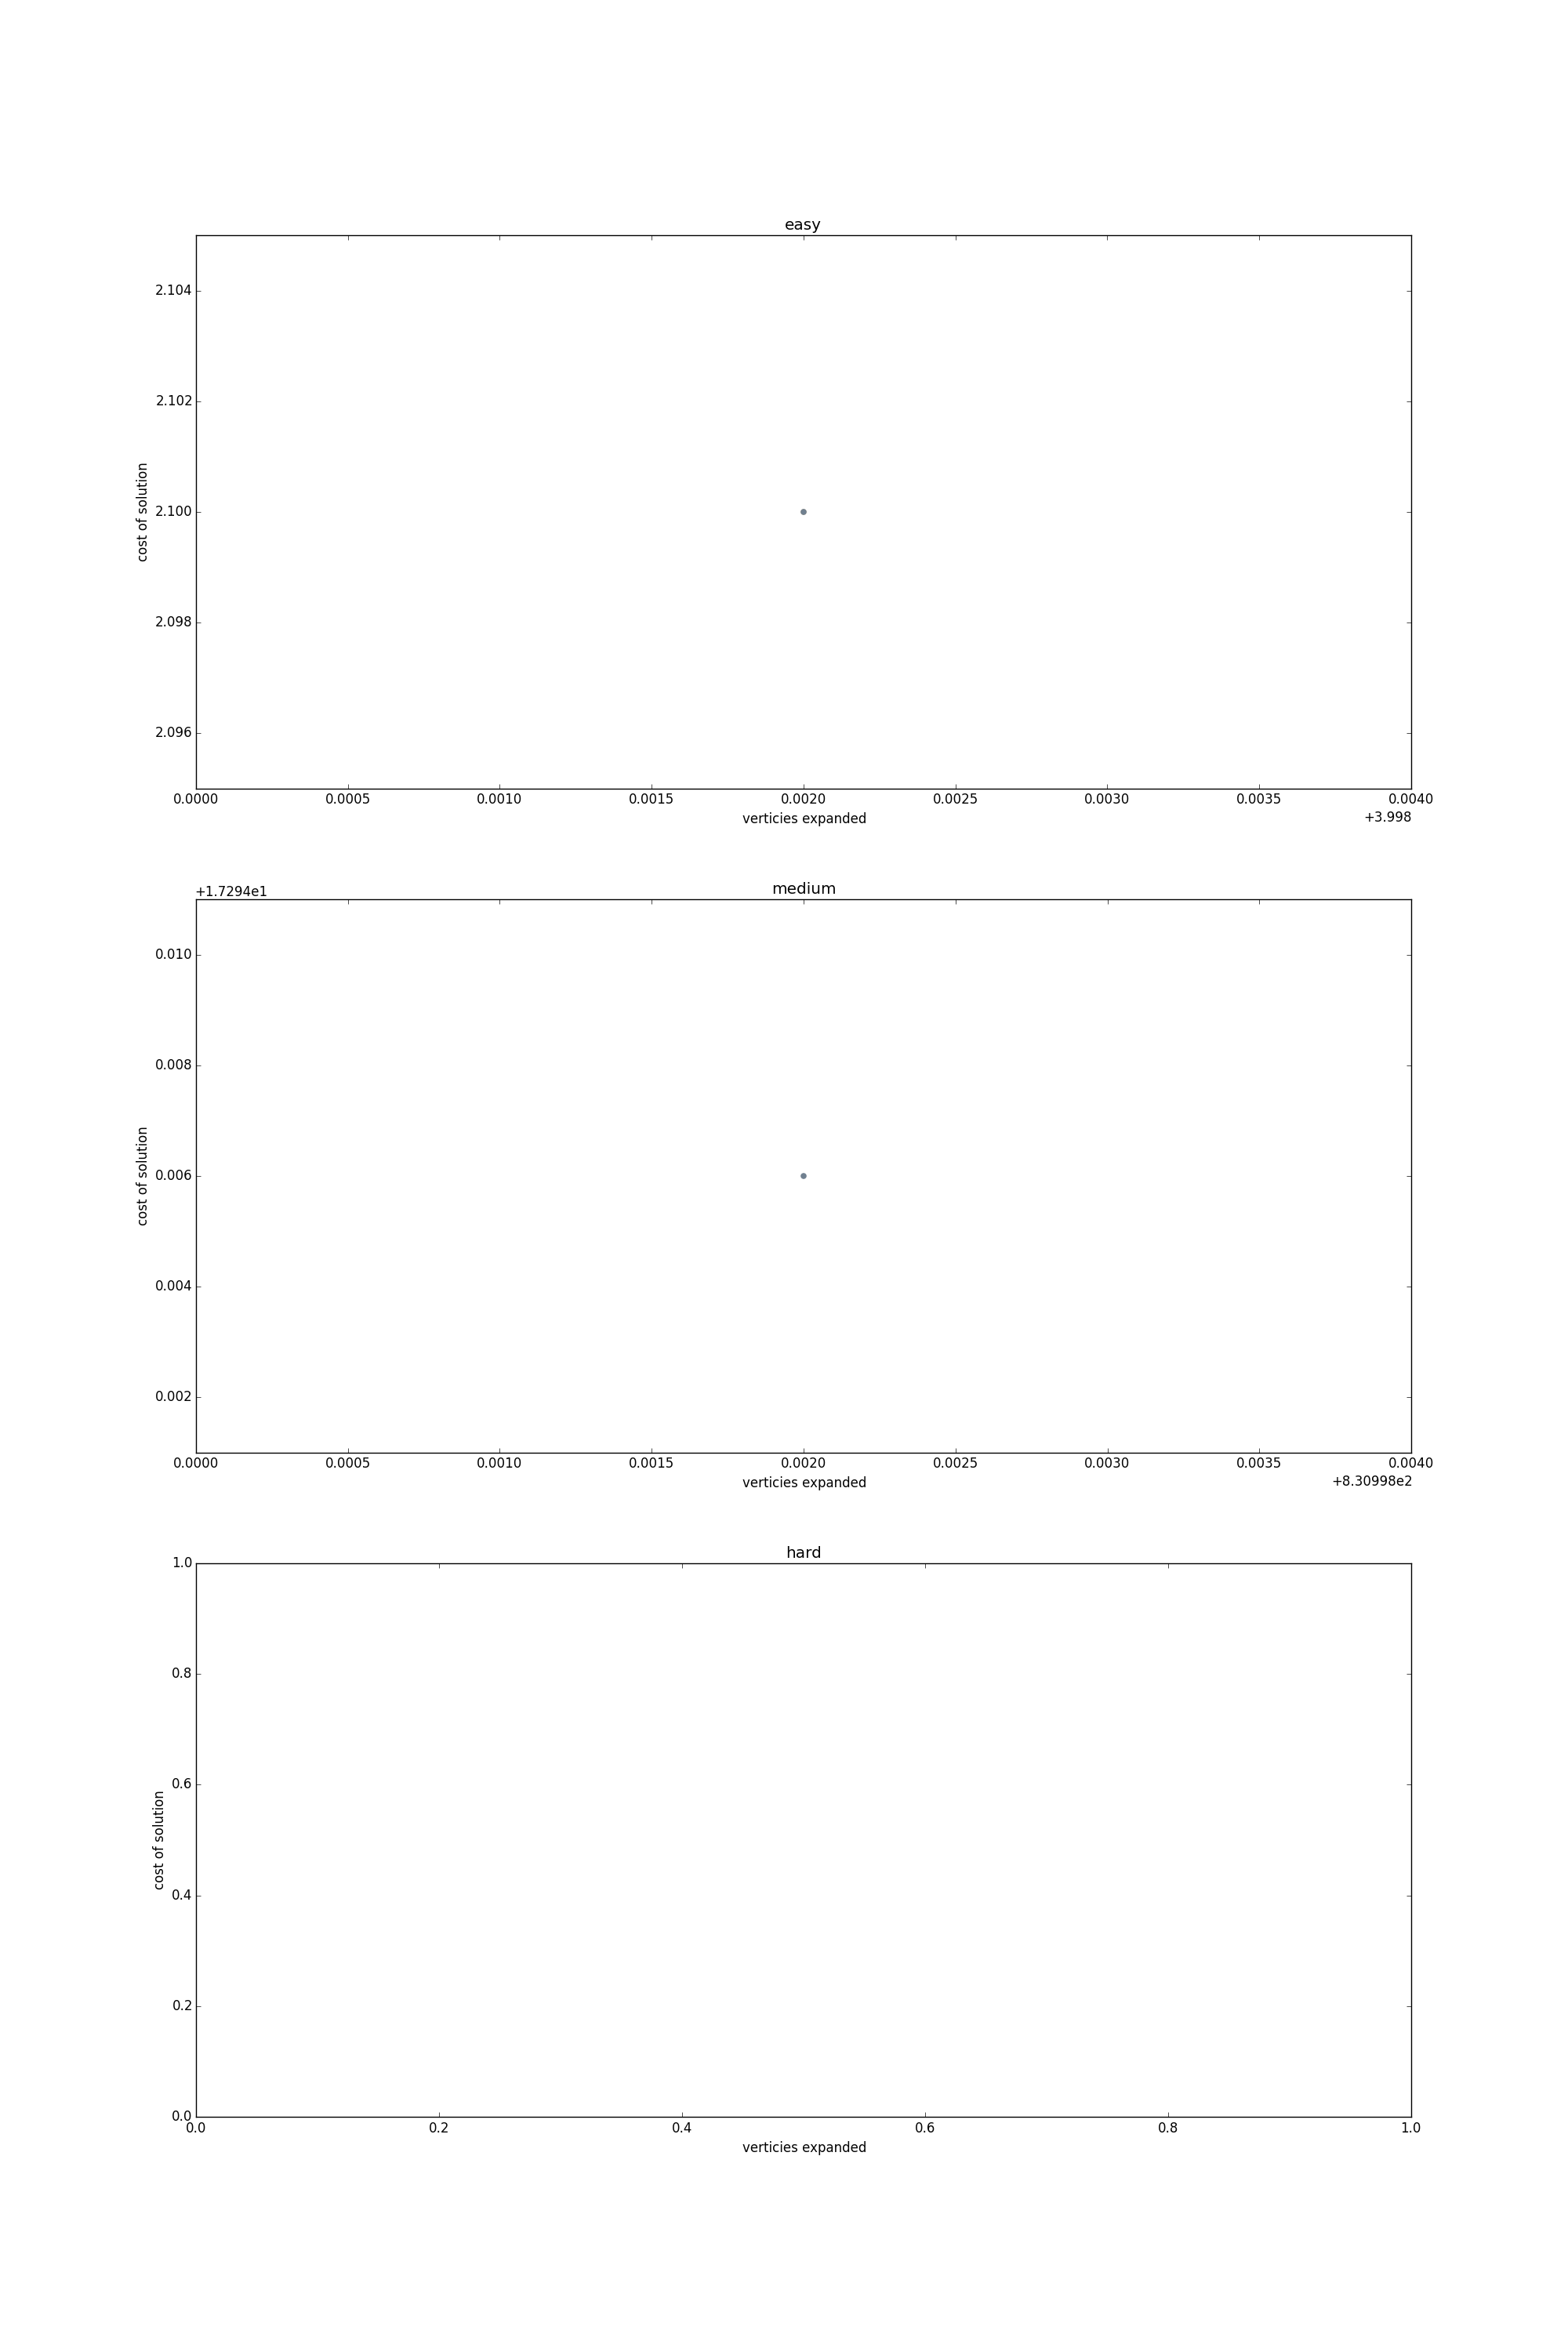 easy
2.104
2.102
2.100
2.098
2.096
cost of solution
0.0000 0.0005 0.0010 0.0015 0.0020 0.0025 0.0030 0.0035 0.0040
verticies expanded
+3.998
+1.7294e1
medium
0.010
0.008
0.006
0.004
0.002
cost of solution
0.0000 0.0005 0.0010 0.0015 0.0020 0.0025 0.0030 0.0035 0.0040
verticies expanded
+8.30998e2
hard
1.0
0.8
0.6
0.4
0.2
0.0
cost of solution
0.0 0.2 0.4 0.6 0.8 1.0
verticies expanded